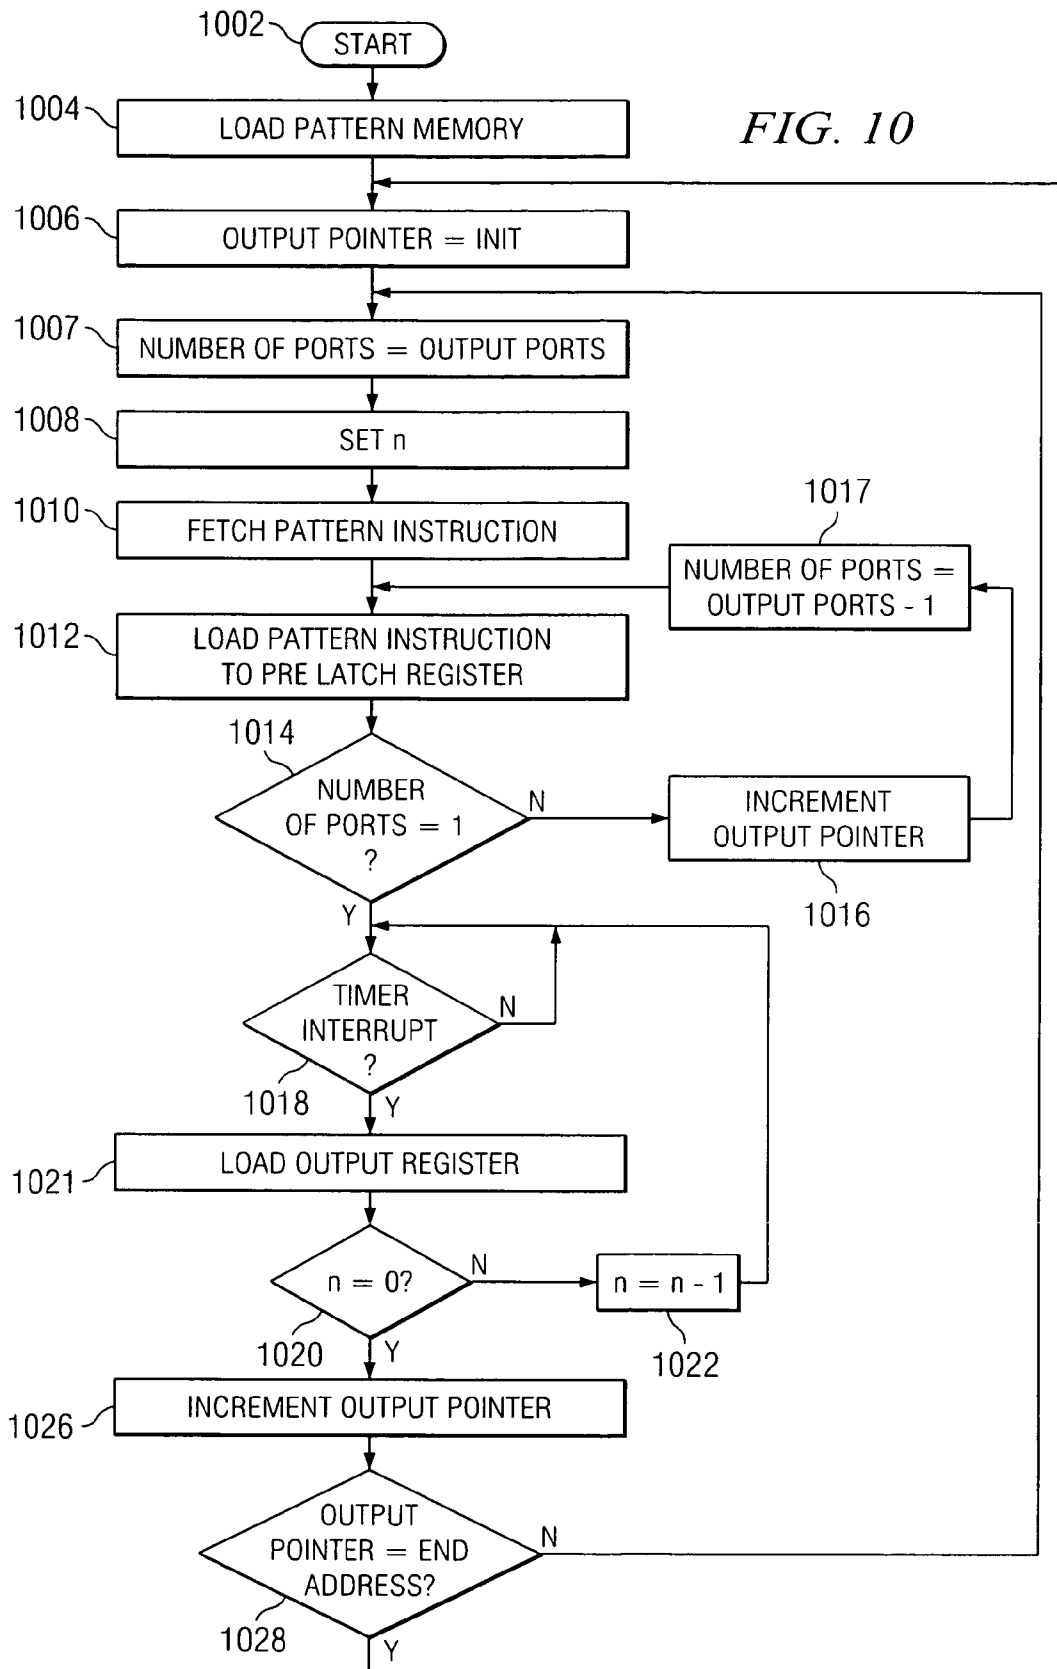 1002
START
1004
LOAD PATTERN MEMORY
FIG. 10
1006
OUTPUT POINTER = INIT
1007
NUMBER OF PORTS = OUTPUT PORTS
1008
SET n
1010
FETCH PATTERN INSTRUCTION
1017
NUMBER OF PORTS =
OUTPUT PORTS - 1
1012
LOAD PATTERN INSTRUCTION
TO PRE LATCH REGISTER
1014
NUMBER
OF PORTS = 1
?
N
INCREMENT
OUTPUT POINTER
1016
Y
TIMER
INTERRUPT
?
N
1018
Y
LOAD OUTPUT REGISTER
1021
n = 0?
N
n = n - 1
1020
Y
1022
INCREMENT OUTPUT POINTER
1026
OUTPUT
POINTER = END
ADDRESS?
N
1028
Y